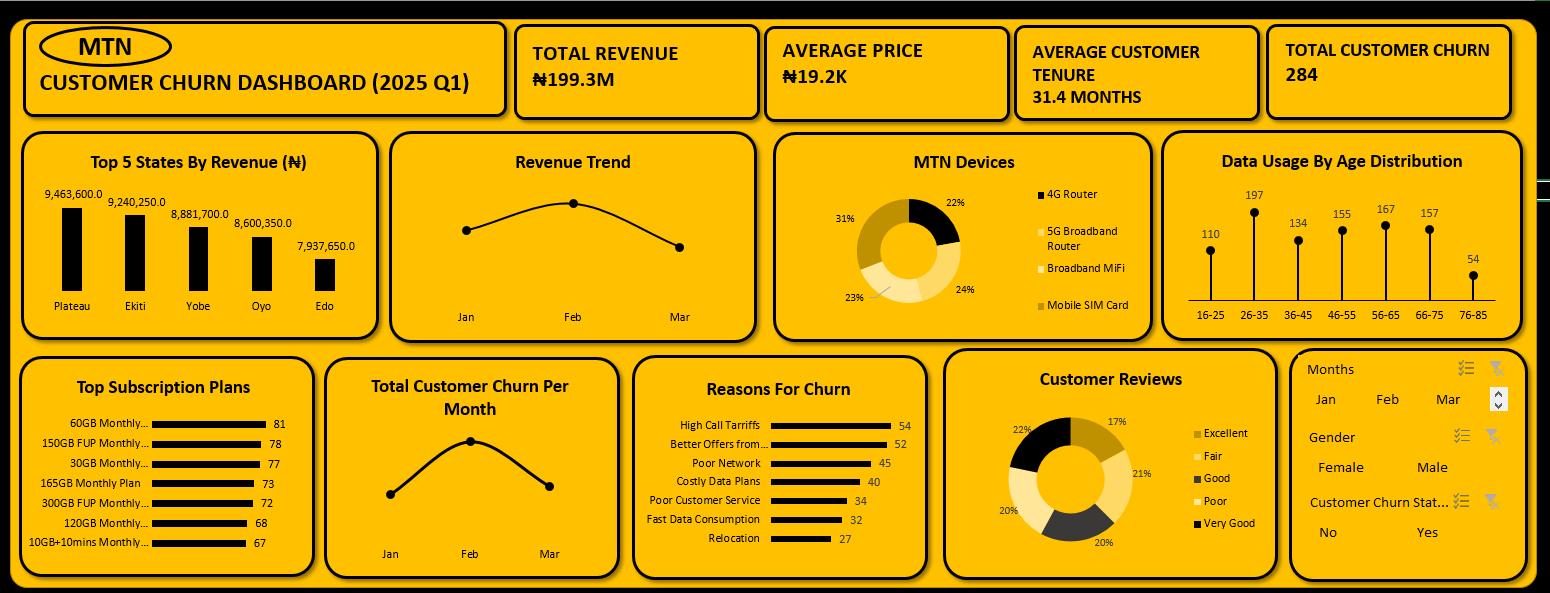 MTN
CUSTOMER CHURN DASHBOARD (2025 Q1)
TOTAL REVENUE
₦199.3M
AVERAGE PRICE
₦19.2K
AVERAGE CUSTOMER
TENURE
31.4 MONTHS
TOTAL CUSTOMER CHURN
284
Top 5 States By Revenue (₦)
9,463,600.0
9,240,250.0
8,881,700.0
8,600,350.0
7,937,650.0
Plateau
Ekiti
Yobe
Oyo
Edo
Revenue Trend
Jan
Feb
Mar
MTN Devices
22%
31%
24%
23%
4G Router
5G Broadband
Router
Broadband MiFi
Mobile SIM Card
Data Usage By Age Distribution
110
197
134
155
167
157
54
16-25
26-35
36-45
46-55
56-65
66-75
76-85
Top Subscription Plans
60GB Monthly... 81
150GB FUP Monthly... 78
30GB Monthly... 77
165GB Monthly Plan 73
300GB FUP Monthly... 72
120GB Monthly... 68
10GB+10mins Monthly... 67
Total Customer Churn Per
Month
Jan
Feb
Mar
Reasons For Churn
High Call Tarriffs 54
Better Offers from... 52
Poor Network 45
Costly Data Plans 40
Poor Customer Service 34
Fast Data Consumption 32
Relocation 27
Customer Reviews
17%
22%
21%
20%
20%
Excellent
Fair
Good
Poor
Very Good
Months
Jan Feb Mar
Gender
Female Male
Customer Churn Stat...
No Yes